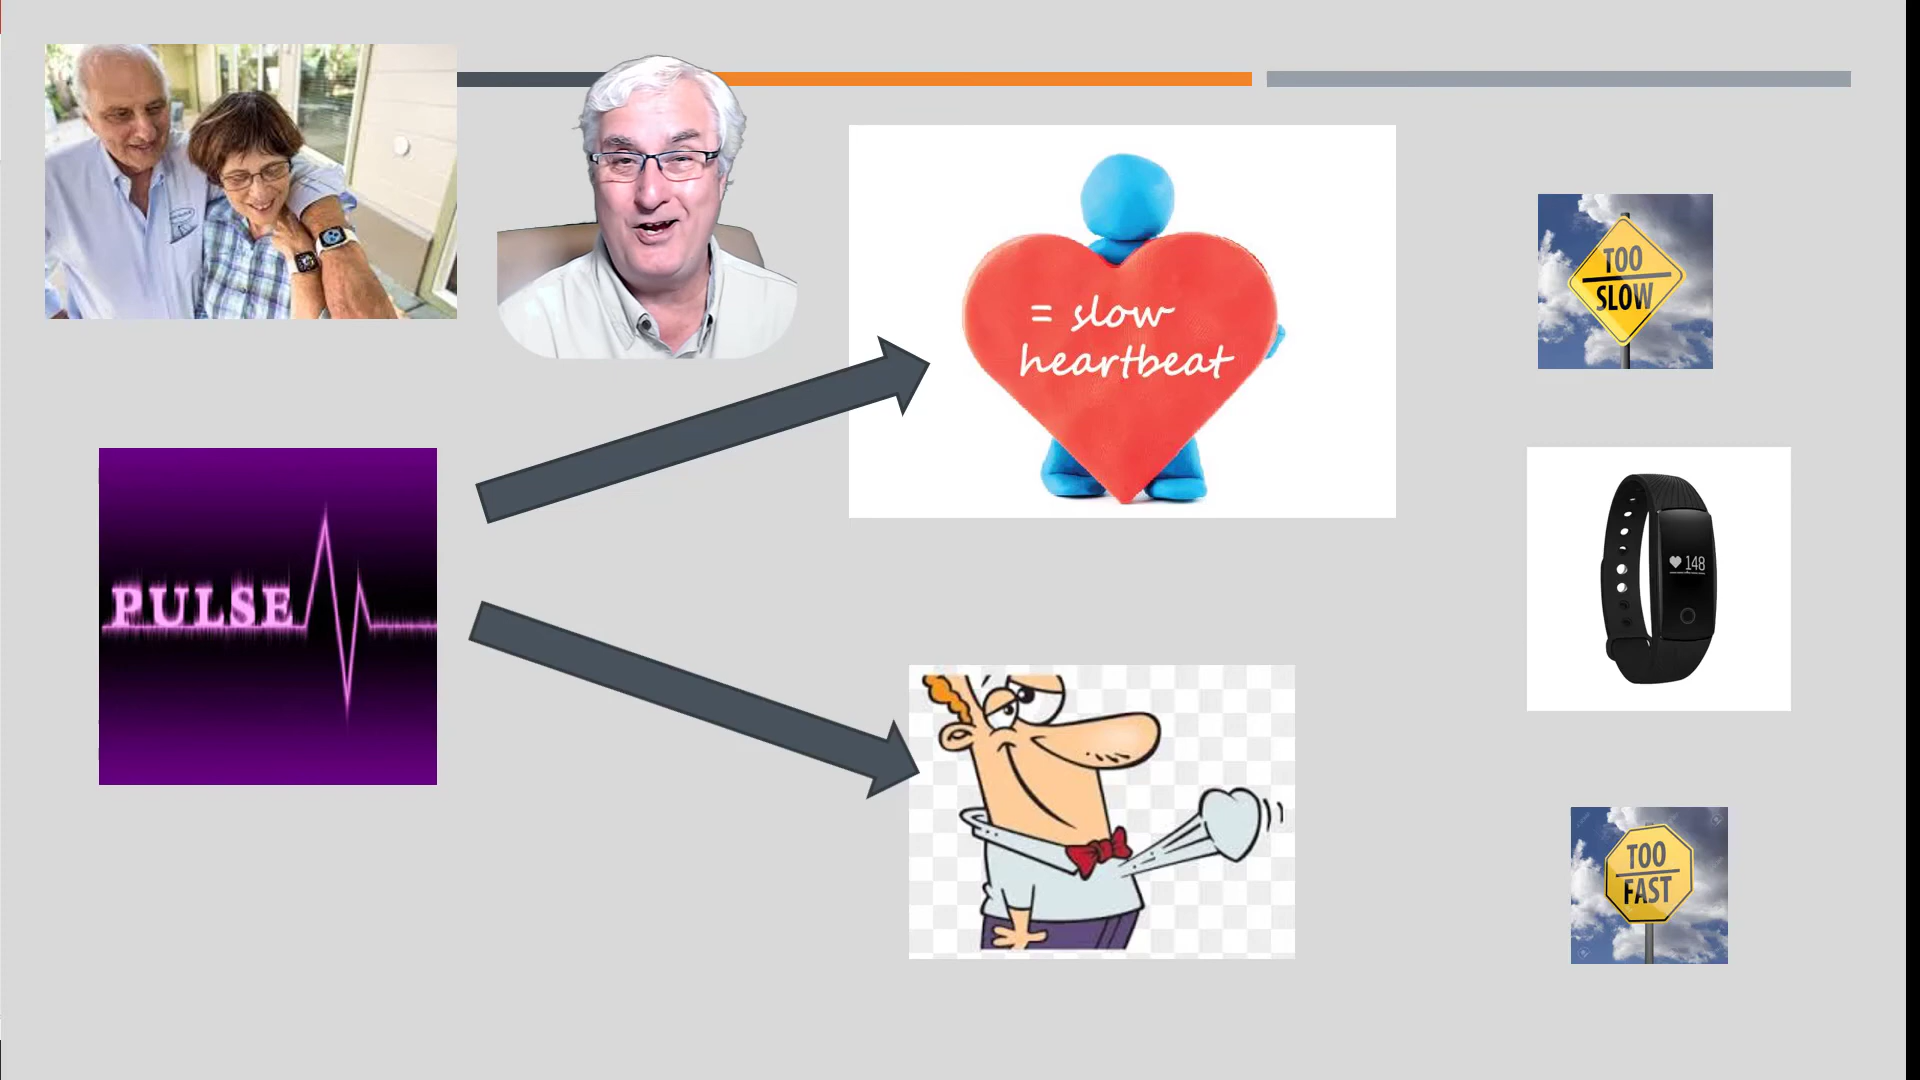 = slow
heartbeat
TOO
SLOW
PULSE
148
TOO
FAST